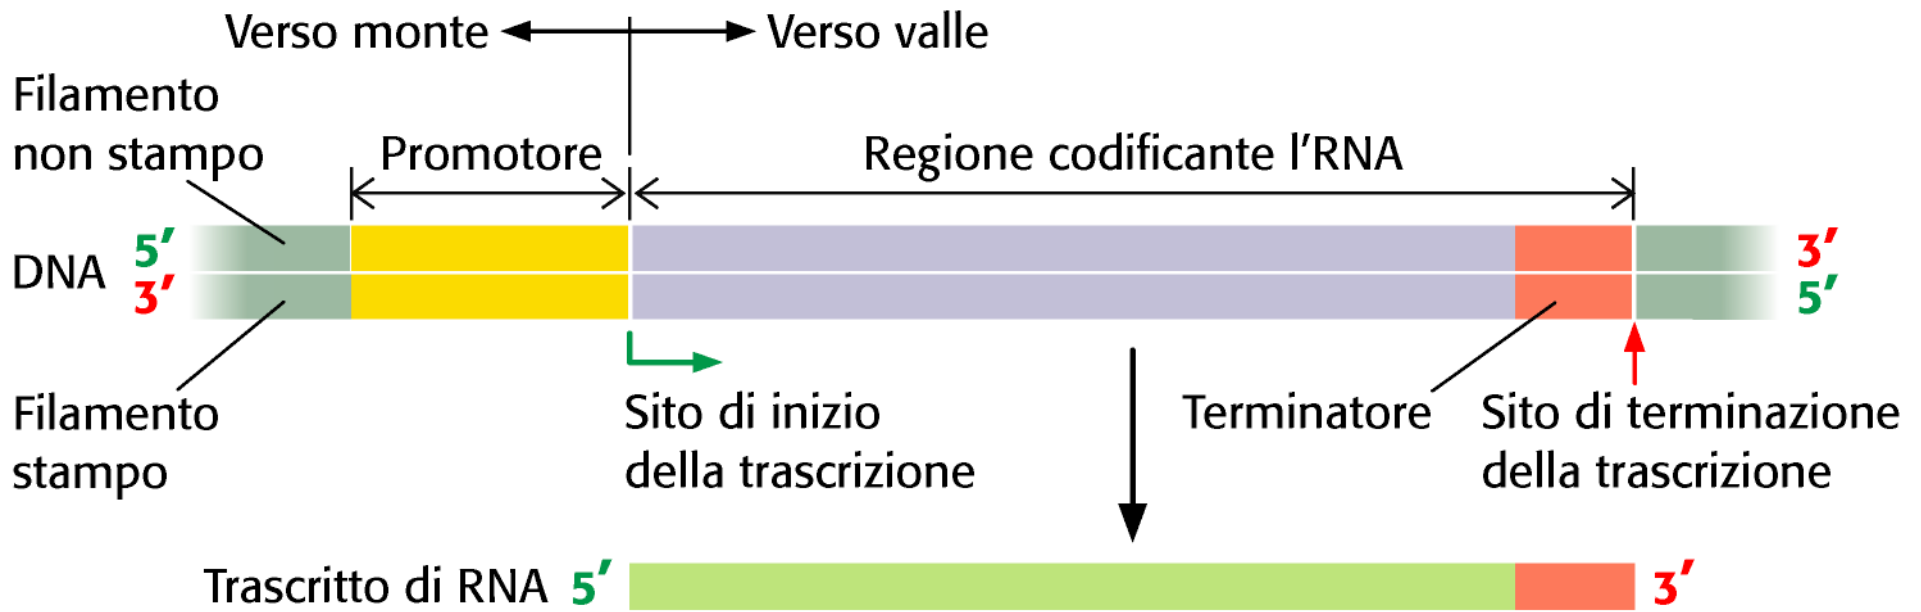 Verso monte Verso valle
Filamento
non stampo
Promotore
Regione codificante l'RNA
DNA
5′ 3′
3′ 5′
Filamento
stampo
Sito di inizio
della trascrizione
Terminatore
Sito di terminazione
della trascrizione
Trascritto di RNA 5′ 3′